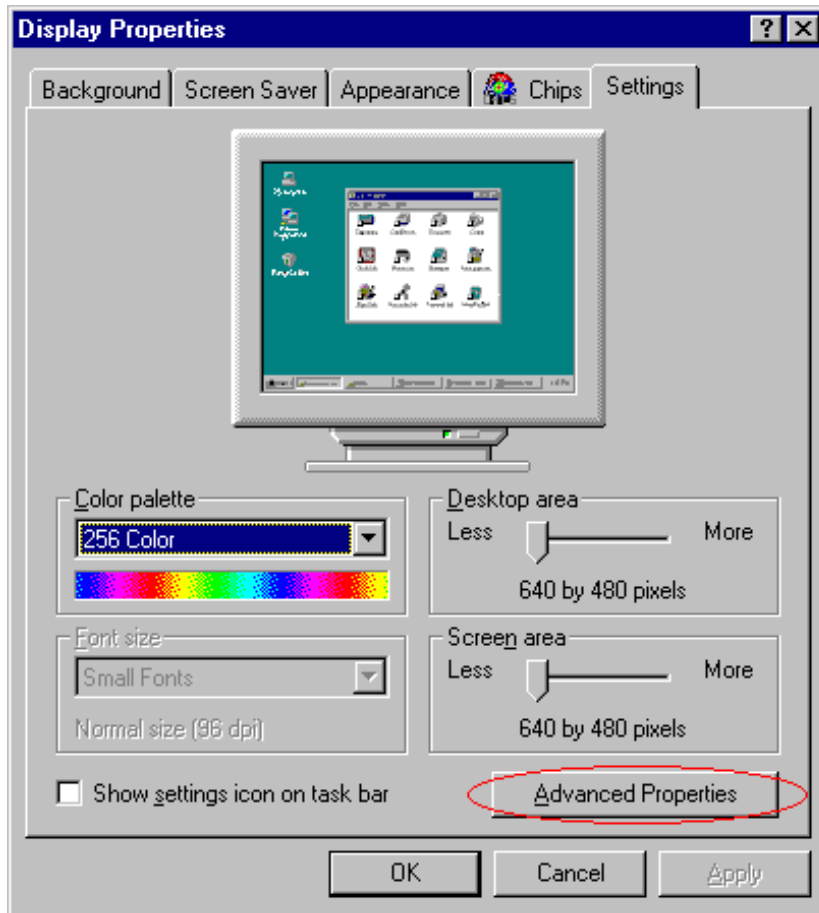 Display Properties
Background Screen Saver Appearance Chips Settings
Color palette
256 Color
Desktop area
Less More
640 by 480 pixels
Font size
Small Fonts
Normal size (96 dpi)
Screen area
Less More
640 by 480 pixels
Show settings icon on task bar
Advanced Properties
OK Cancel Apply